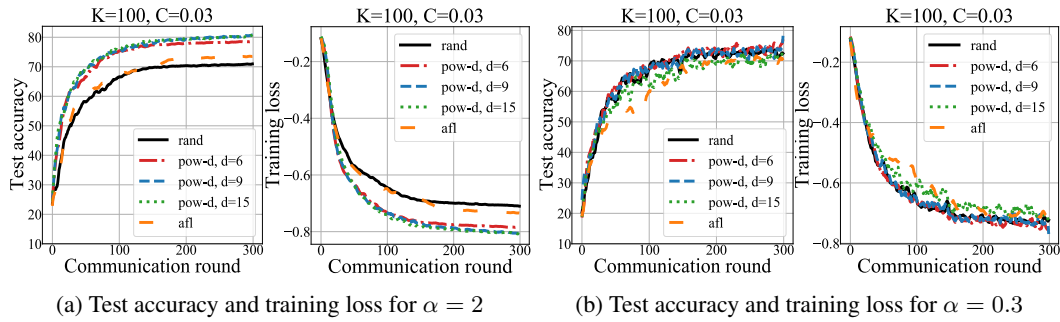 K=100, C=0.03
Test accuracy
80
70
60
50
40
30
20
10
rand
pow-d, d=6
pow-d, d=9
pow-d, d=15
afl
0 100 200 300
Communication round
K=100, C=0.03
Training loss
−0.2
−0.4
−0.6
−0.8
rand
pow-d, d=6
pow-d, d=9
pow-d, d=15
afl
0 100 200 300
Communication round
(a) Test accuracy and training loss for α = 2
K=100, C=0.03
Test accuracy
80
70
60
50
40
30
20
10
rand
pow-d, d=6
pow-d, d=9
pow-d, d=15
afl
0 100 200 300
Communication round
K=100, C=0.03
Training loss
−0.2
−0.4
−0.6
−0.8
rand
pow-d, d=6
pow-d, d=9
pow-d, d=15
afl
0 100 200 300
Communication round
(b) Test accuracy and training loss for α = 0.3